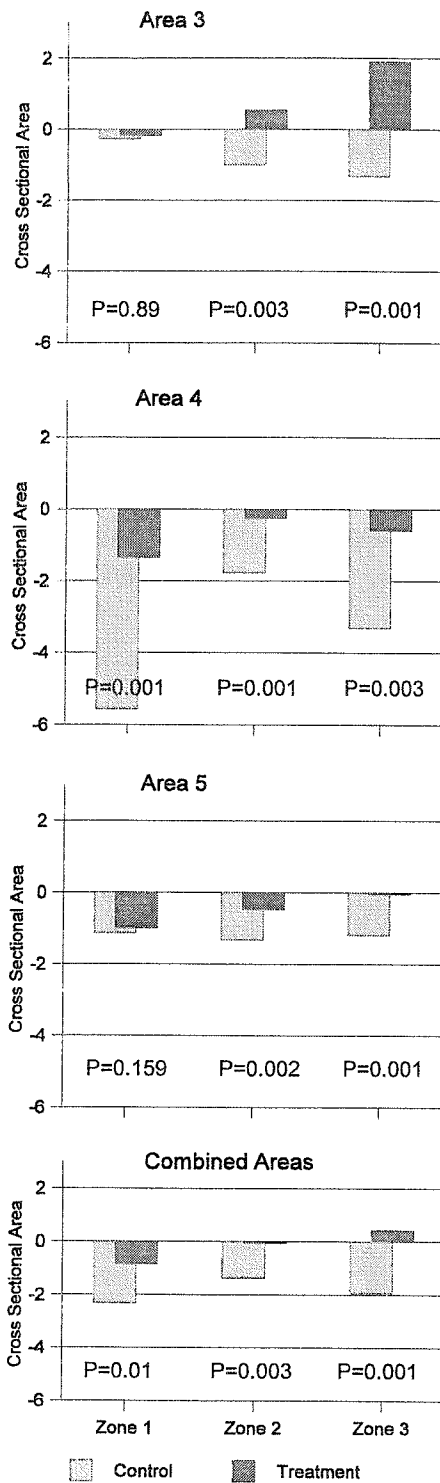 Area 3
Cross Sectional Area
2
0
-2
-4
-6
P=0.89 P=0.003 P=0.001
Area 4
Cross Sectional Area
2
0
-2
-4
-6
P=0.001 P=0.001 P=0.003
Area 5
Cross Sectional Area
2
0
-2
-4
-6
P=0.159 P=0.002 P=0.001
Combined Areas
Cross Sectional Area
2
0
-2
-4
-6
P=0.01 P=0.003 P=0.001
Zone 1 Zone 2 Zone 3
Control Treatment